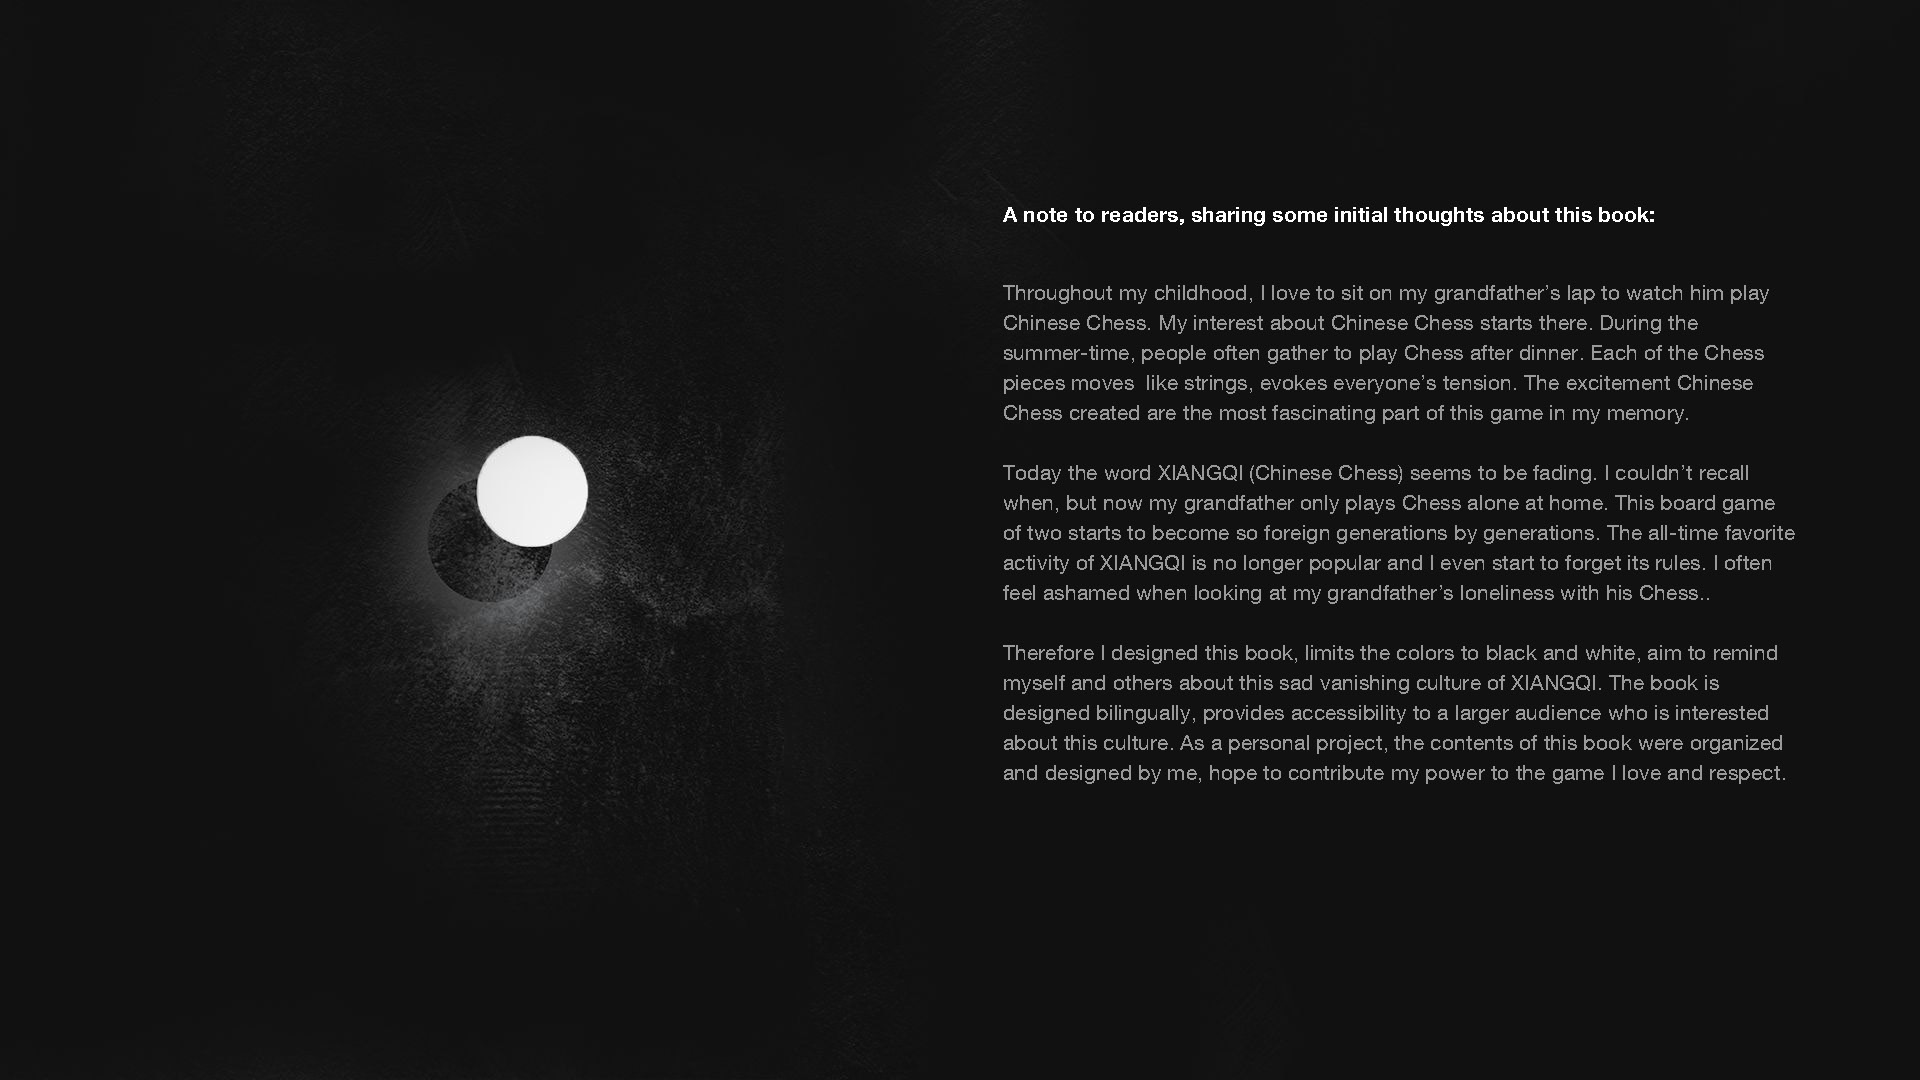 A note to readers, sharing some initial thoughts about this book:
Throughout my childhood, I love to sit on my grandfather’s lap to watch him play
Chinese Chess. My interest about Chinese Chess starts there. During the
summer-time, people often gather to play Chess after dinner. Each of the Chess
pieces moves  like strings, evokes everyone’s tension. The excitement Chinese
Chess created are the most fascinating part of this game in my memory.
Today the word XIANGQI (Chinese Chess) seems to be fading. I couldn’t recall
when, but now my grandfather only plays Chess alone at home. This board game
of two starts to become so foreign generations by generations. The all-time favorite
activity of XIANGQI is no longer popular and I even start to forget its rules. I often
feel ashamed when looking at my grandfather’s loneliness with his Chess..
Therefore I designed this book, limits the colors to black and white, aim to remind
myself and others about this sad vanishing culture of XIANGQI. The book is
designed bilingually, provides accessibility to a larger audience who is interested
about this culture. As a personal project, the contents of this book were organized
and designed by me, hope to contribute my power to the game I love and respect.